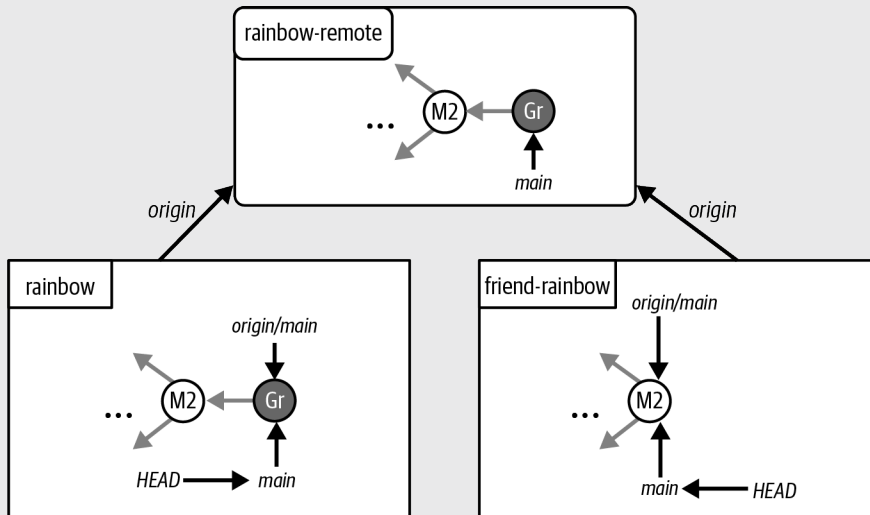 rainbow-remote
M2
Gr
...
main
origin
origin
rainbow
origin/main
M2
Gr
...
HEAD
main
friend-rainbow
origin/main
M2
...
main
HEAD